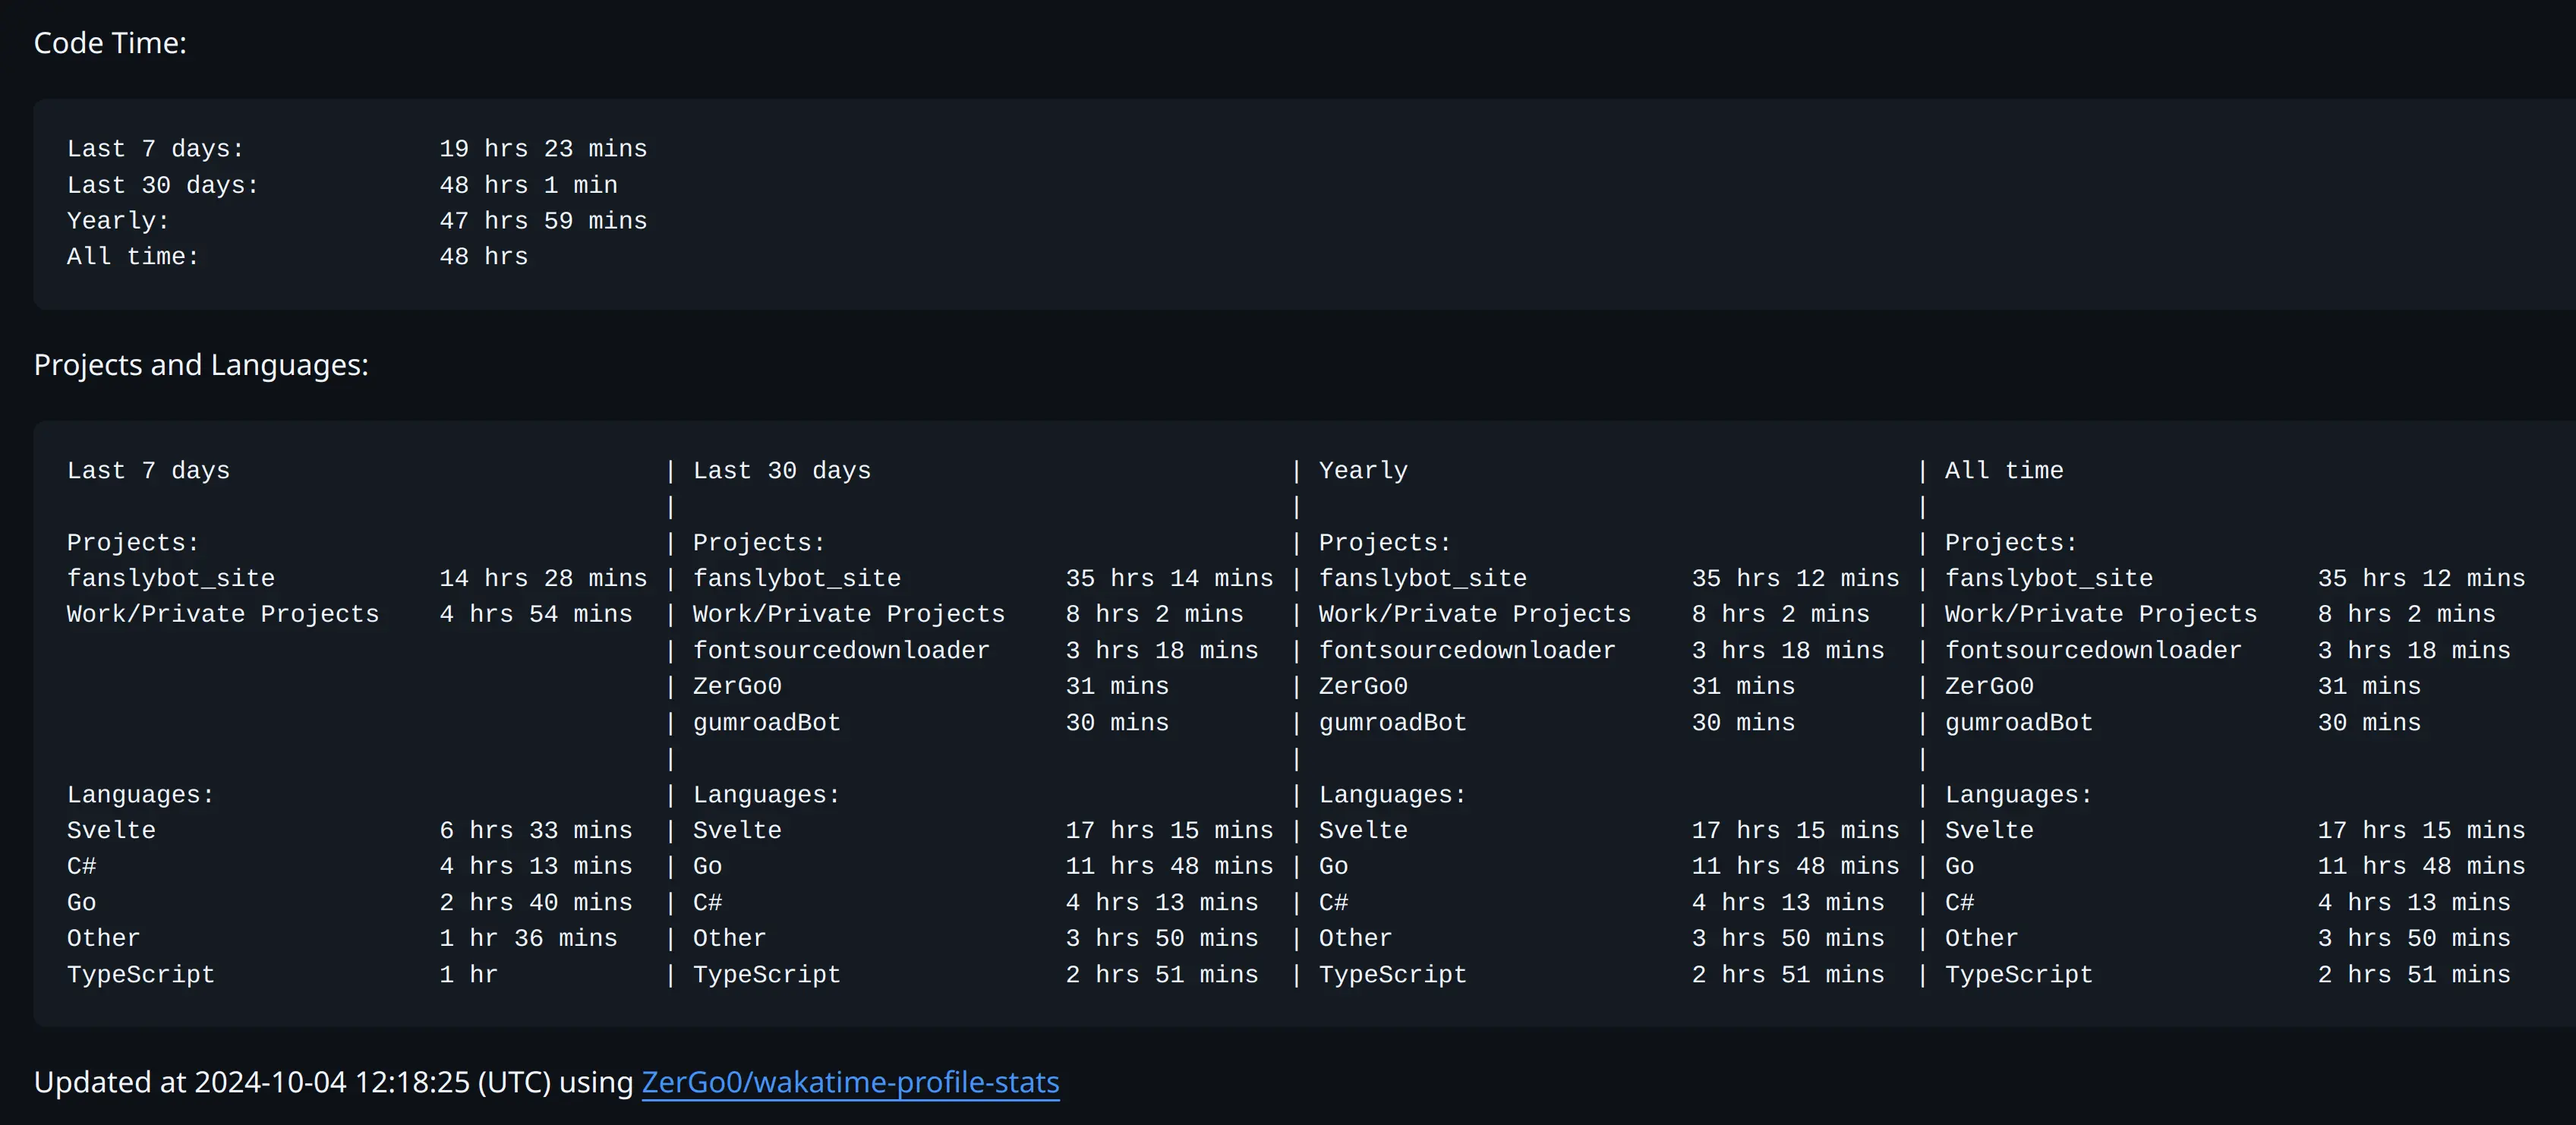 Code Time:
Last 7 days:             19 hrs 23 mins
Last 30 days:            48 hrs 1 min
Yearly:                  47 hrs 59 mins
All time:                48 hrs
Projects and Languages:
Last 7 days                             | Last 30 days                            | Yearly                                  | All time
                                        |                                         |                                         |
Projects:                               | Projects:                               | Projects:                               | Projects:
fanslybot_site           14 hrs 28 mins | fanslybot_site           35 hrs 14 mins | fanslybot_site           35 hrs 12 mins | fanslybot_site           35 hrs 12 mins
Work/Private Projects    4 hrs 54 mins  | Work/Private Projects    8 hrs 2 mins   | Work/Private Projects    8 hrs 2 mins   | Work/Private Projects    8 hrs 2 mins
                                        | fontsourcedownloader     3 hrs 18 mins  | fontsourcedownloader     3 hrs 18 mins  | fontsourcedownloader     3 hrs 18 mins
                                        | ZerGo0                   31 mins        | ZerGo0                   31 mins        | ZerGo0                   31 mins
                                        | gumroadBot               30 mins        | gumroadBot               30 mins        | gumroadBot               30 mins
                                        |                                         |                                         |
Languages:                              | Languages:                              | Languages:                              | Languages:
Svelte                   6 hrs 33 mins  | Svelte                   17 hrs 15 mins | Svelte                   17 hrs 15 mins | Svelte                   17 hrs 15 mins
C#                       4 hrs 13 mins  | Go                       11 hrs 48 mins | Go                       11 hrs 48 mins | Go                       11 hrs 48 mins
Go                       2 hrs 40 mins  | C#                       4 hrs 13 mins  | C#                       4 hrs 13 mins  | C#                       4 hrs 13 mins
Other                    1 hr 36 mins   | Other                    3 hrs 50 mins  | Other                    3 hrs 50 mins  | Other                    3 hrs 50 mins
TypeScript               1 hr           | TypeScript               2 hrs 51 mins  | TypeScript               2 hrs 51 mins  | TypeScript               2 hrs 51 mins
Updated at 2024-10-04 12:18:25 (UTC) using ZerGo0/wakatime-profile-stats